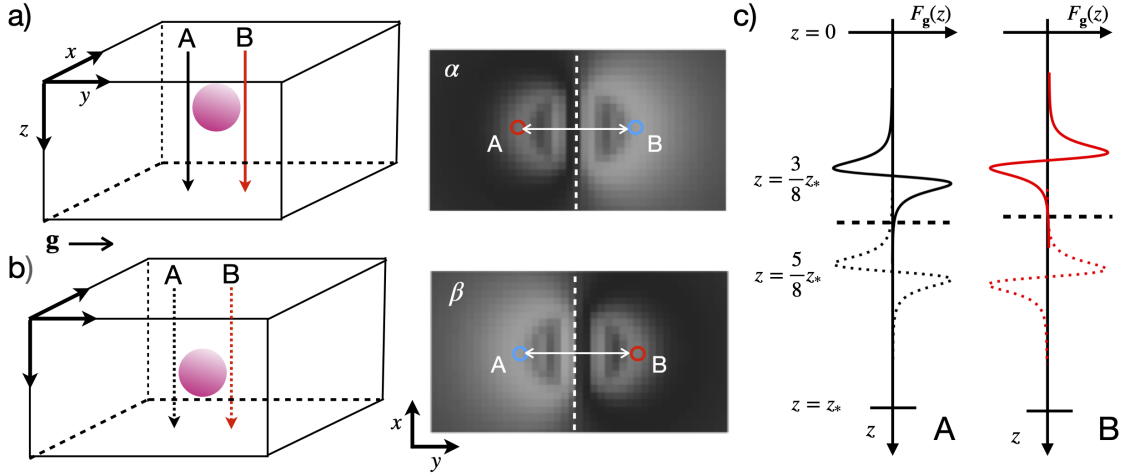 a)
x
y
z
A
B
g
α
A
B
b)
A
B
β
A
B
x
y
c)
F_g(z)
F_g(z)
z = 0
z = 3/8 z_*
z = 5/8 z_*
z = z_*
z
A
z
B